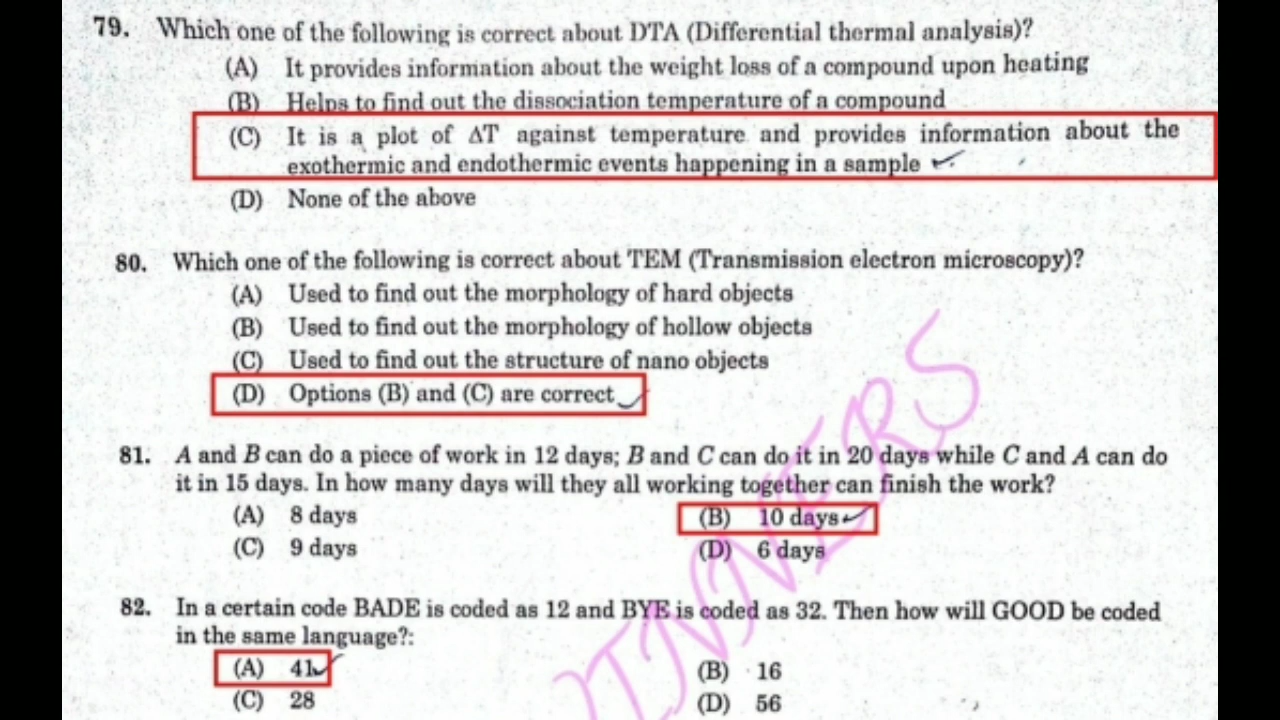 79. Which one of the following is correct about DTA (Differential thermal analysis)?
(A) It provides information about the weight loss of a compound upon heating
(B) Helps to find out the dissociation temperature of a compound
(C) It is a plot of ΔT against temperature and provides information about the
exothermic and endothermic events happening in a sample
(D) None of the above
80. Which one of the following is correct about TEM (Transmission electron microscopy)?
(A) Used to find out the morphology of hard objects
(B) Used to find out the morphology of hollow objects
(C) Used to find out the structure of nano objects
(D) Options (B) and (C) are correct
81. A and B can do a piece of work in 12 days; B and C can do it in 20 days while C and A can do
it in 15 days. In how many days will they all working together can finish the work?
(A) 8 days (B) 10 days
(C) 9 days (D) 6 days
82. In a certain code BADE is coded as 12 and BYE is coded as 32. Then how will GOOD be coded
in the same language?:
(A) 41 (B) 16
(C) 28 (D) 56